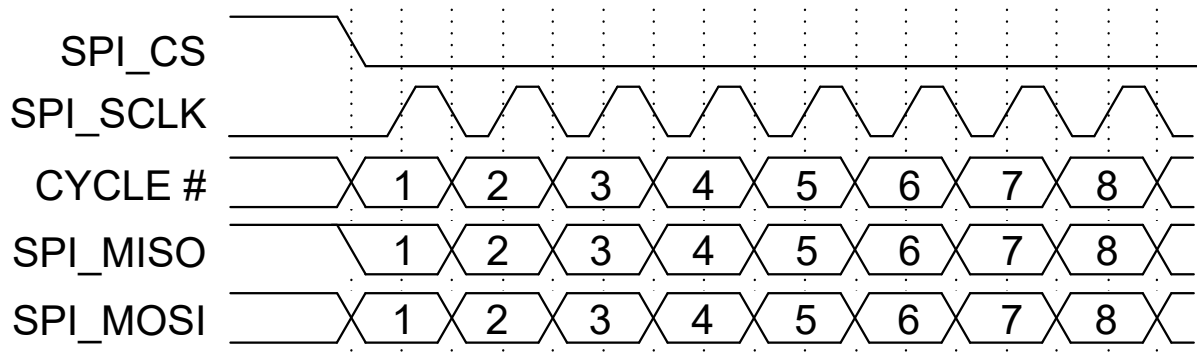 SPI_CS
SPI_SCLK
CYCLE # 1 2 3 4 5 6 7 8
SPI_MISO 1 2 3 4 5 6 7 8
SPI_MOSI 1 2 3 4 5 6 7 8